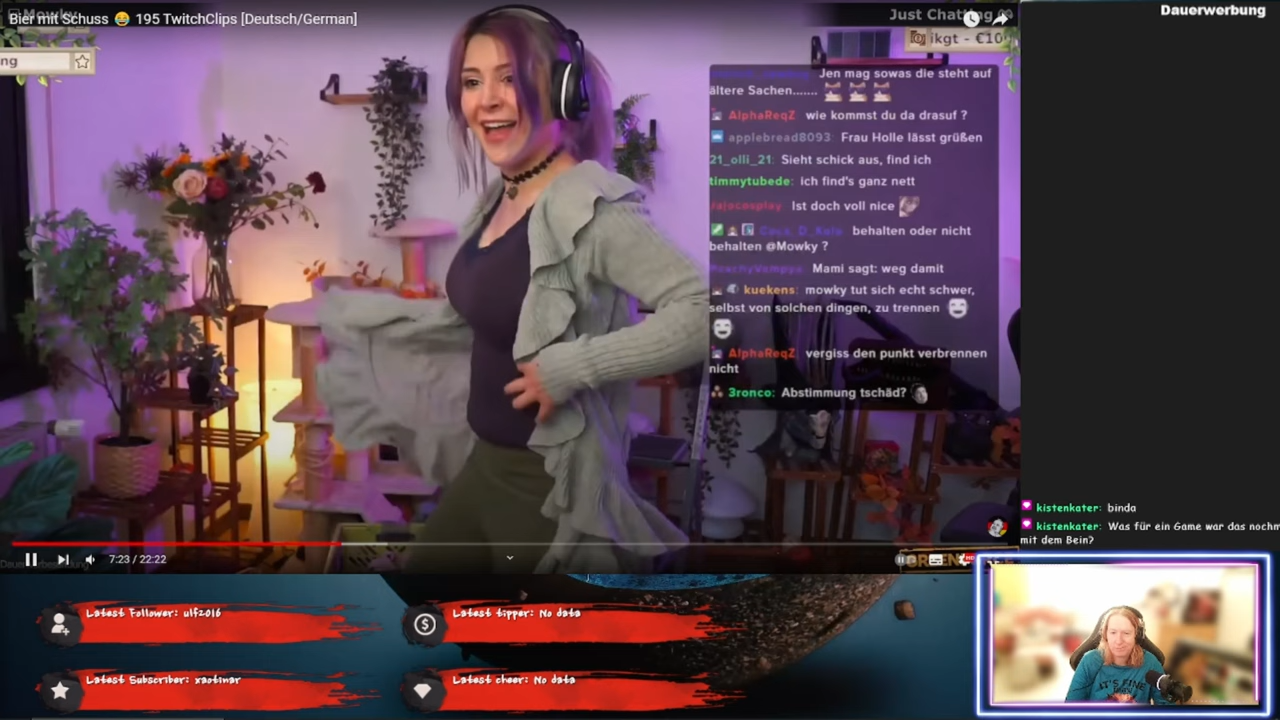 Bier mit Schuss 😂 195 TwitchClips [Deutsch/German]
Just Chatting
Dauerwerbung
ikgt - €10
ng
Jen mag sowas die steht auf
ältere Sachen.......
AlphaReqZ wie kommst du da drasuf ?
applebread8093: Frau Holle lässt grüßen
21_olli_21: Sieht schick aus, find ich
timmytubede: ich find's ganz nett
Ist doch voll nice
behalten oder nicht
behalten @Mowky ?
Mami sagt: weg damit
kuekens: mowky tut sich echt schwer,
selbst von solchen dingen, zu trennen
AlphaReqZ vergiss den punkt verbrennen
nicht
3ronco: Abstimmung tschäd?
kistenkater: binda
kistenkater: Was für ein Game war das nochm
mit dem Bein?
7:23 / 22:22
Latest Follower: ulf2016
Latest tipper: No data
Latest Subscriber: xaotinar
Latest cheer: No data
IT'S FINE